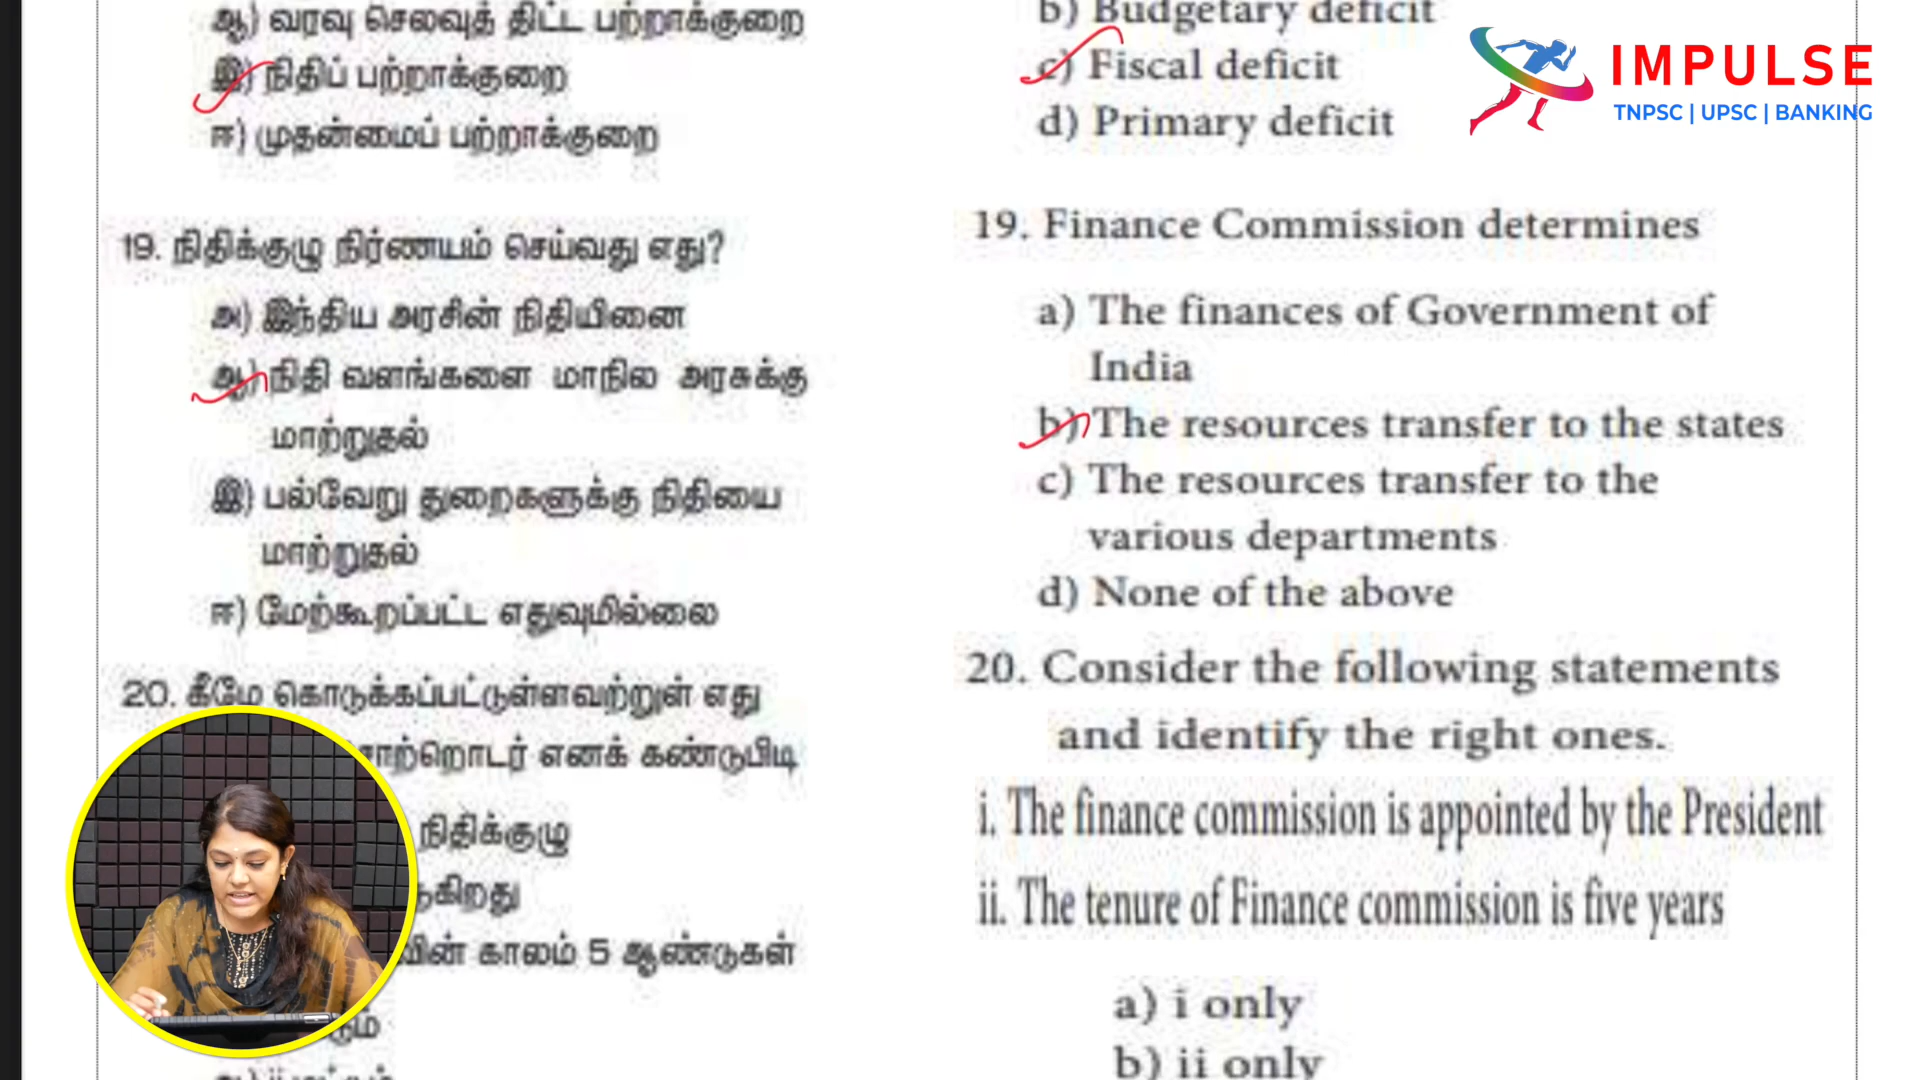 ஆ) வரவு செலவுத் திட்ட பற்றாக்குறை
இ) நிதிப் பற்றாக்குறை
ஈ) முதன்மைப் பற்றாக்குறை
19. நிதிக்குழு நிர்ணயம் செய்வது எது?
அ) இந்திய அரசின் நிதியினை
ஆ) நிதி வளங்களை மாநில அரசுக்கு
மாற்றுதல்
இ) பல்வேறு துறைகளுக்கு நிதியை
மாற்றுதல்
ஈ) மேற்கூறப்பட்ட எதுவுமில்லை
20. கீழே கொடுக்கப்பட்டுள்ளவற்றுள் எது
எனக் கண்டுபிடி
நிதிக்குழு
காலம் 5 ஆண்டுகள்
b) Budgetary deficit
c) Fiscal deficit
d) Primary deficit
19. Finance Commission determines
a) The finances of Government of
India
b) The resources transfer to the states
c) The resources transfer to the
various departments
d) None of the above
20. Consider the following statements
and identify the right ones.
i. The finance commission is appointed by the President
ii. The tenure of Finance commission is five years
a) i only
b) ii only
IMPULSE
TNPSC | UPSC | BANKING